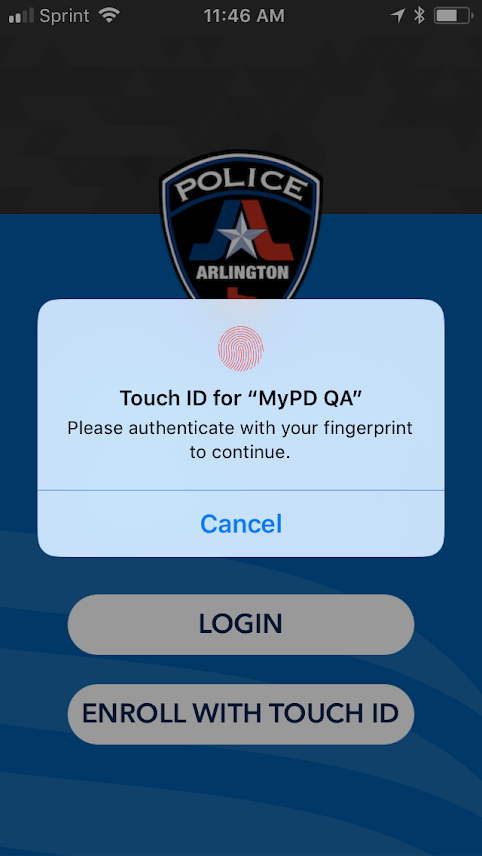 Sprint 11:46 AM
POLICE
ARLINGTON
Touch ID for “MyPD QA”
Please authenticate with your fingerprint
to continue.
Cancel
LOGIN
ENROLL WITH TOUCH ID